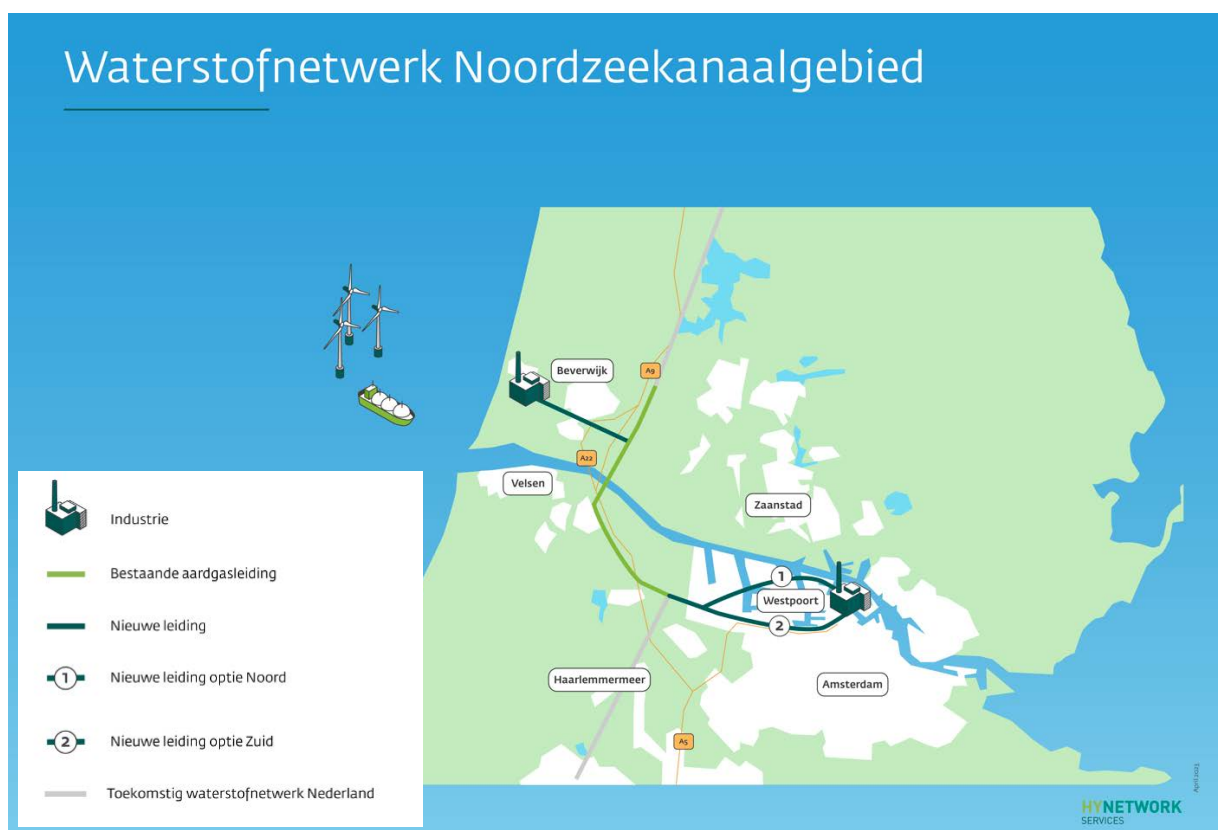 Waterstofnetwerk Noordzeekanaalgebied
Beverwijk
A9
A22
Velsen
Zaanstad
1
Westpoort
2
Haarlemmermeer
Amsterdam
A5
Industrie
Bestaande aardgasleiding
Nieuwe leiding
1 Nieuwe leiding optie Noord
2 Nieuwe leiding optie Zuid
Toekomstig waterstofnetwerk Nederland
HYNETWORK
SERVICES